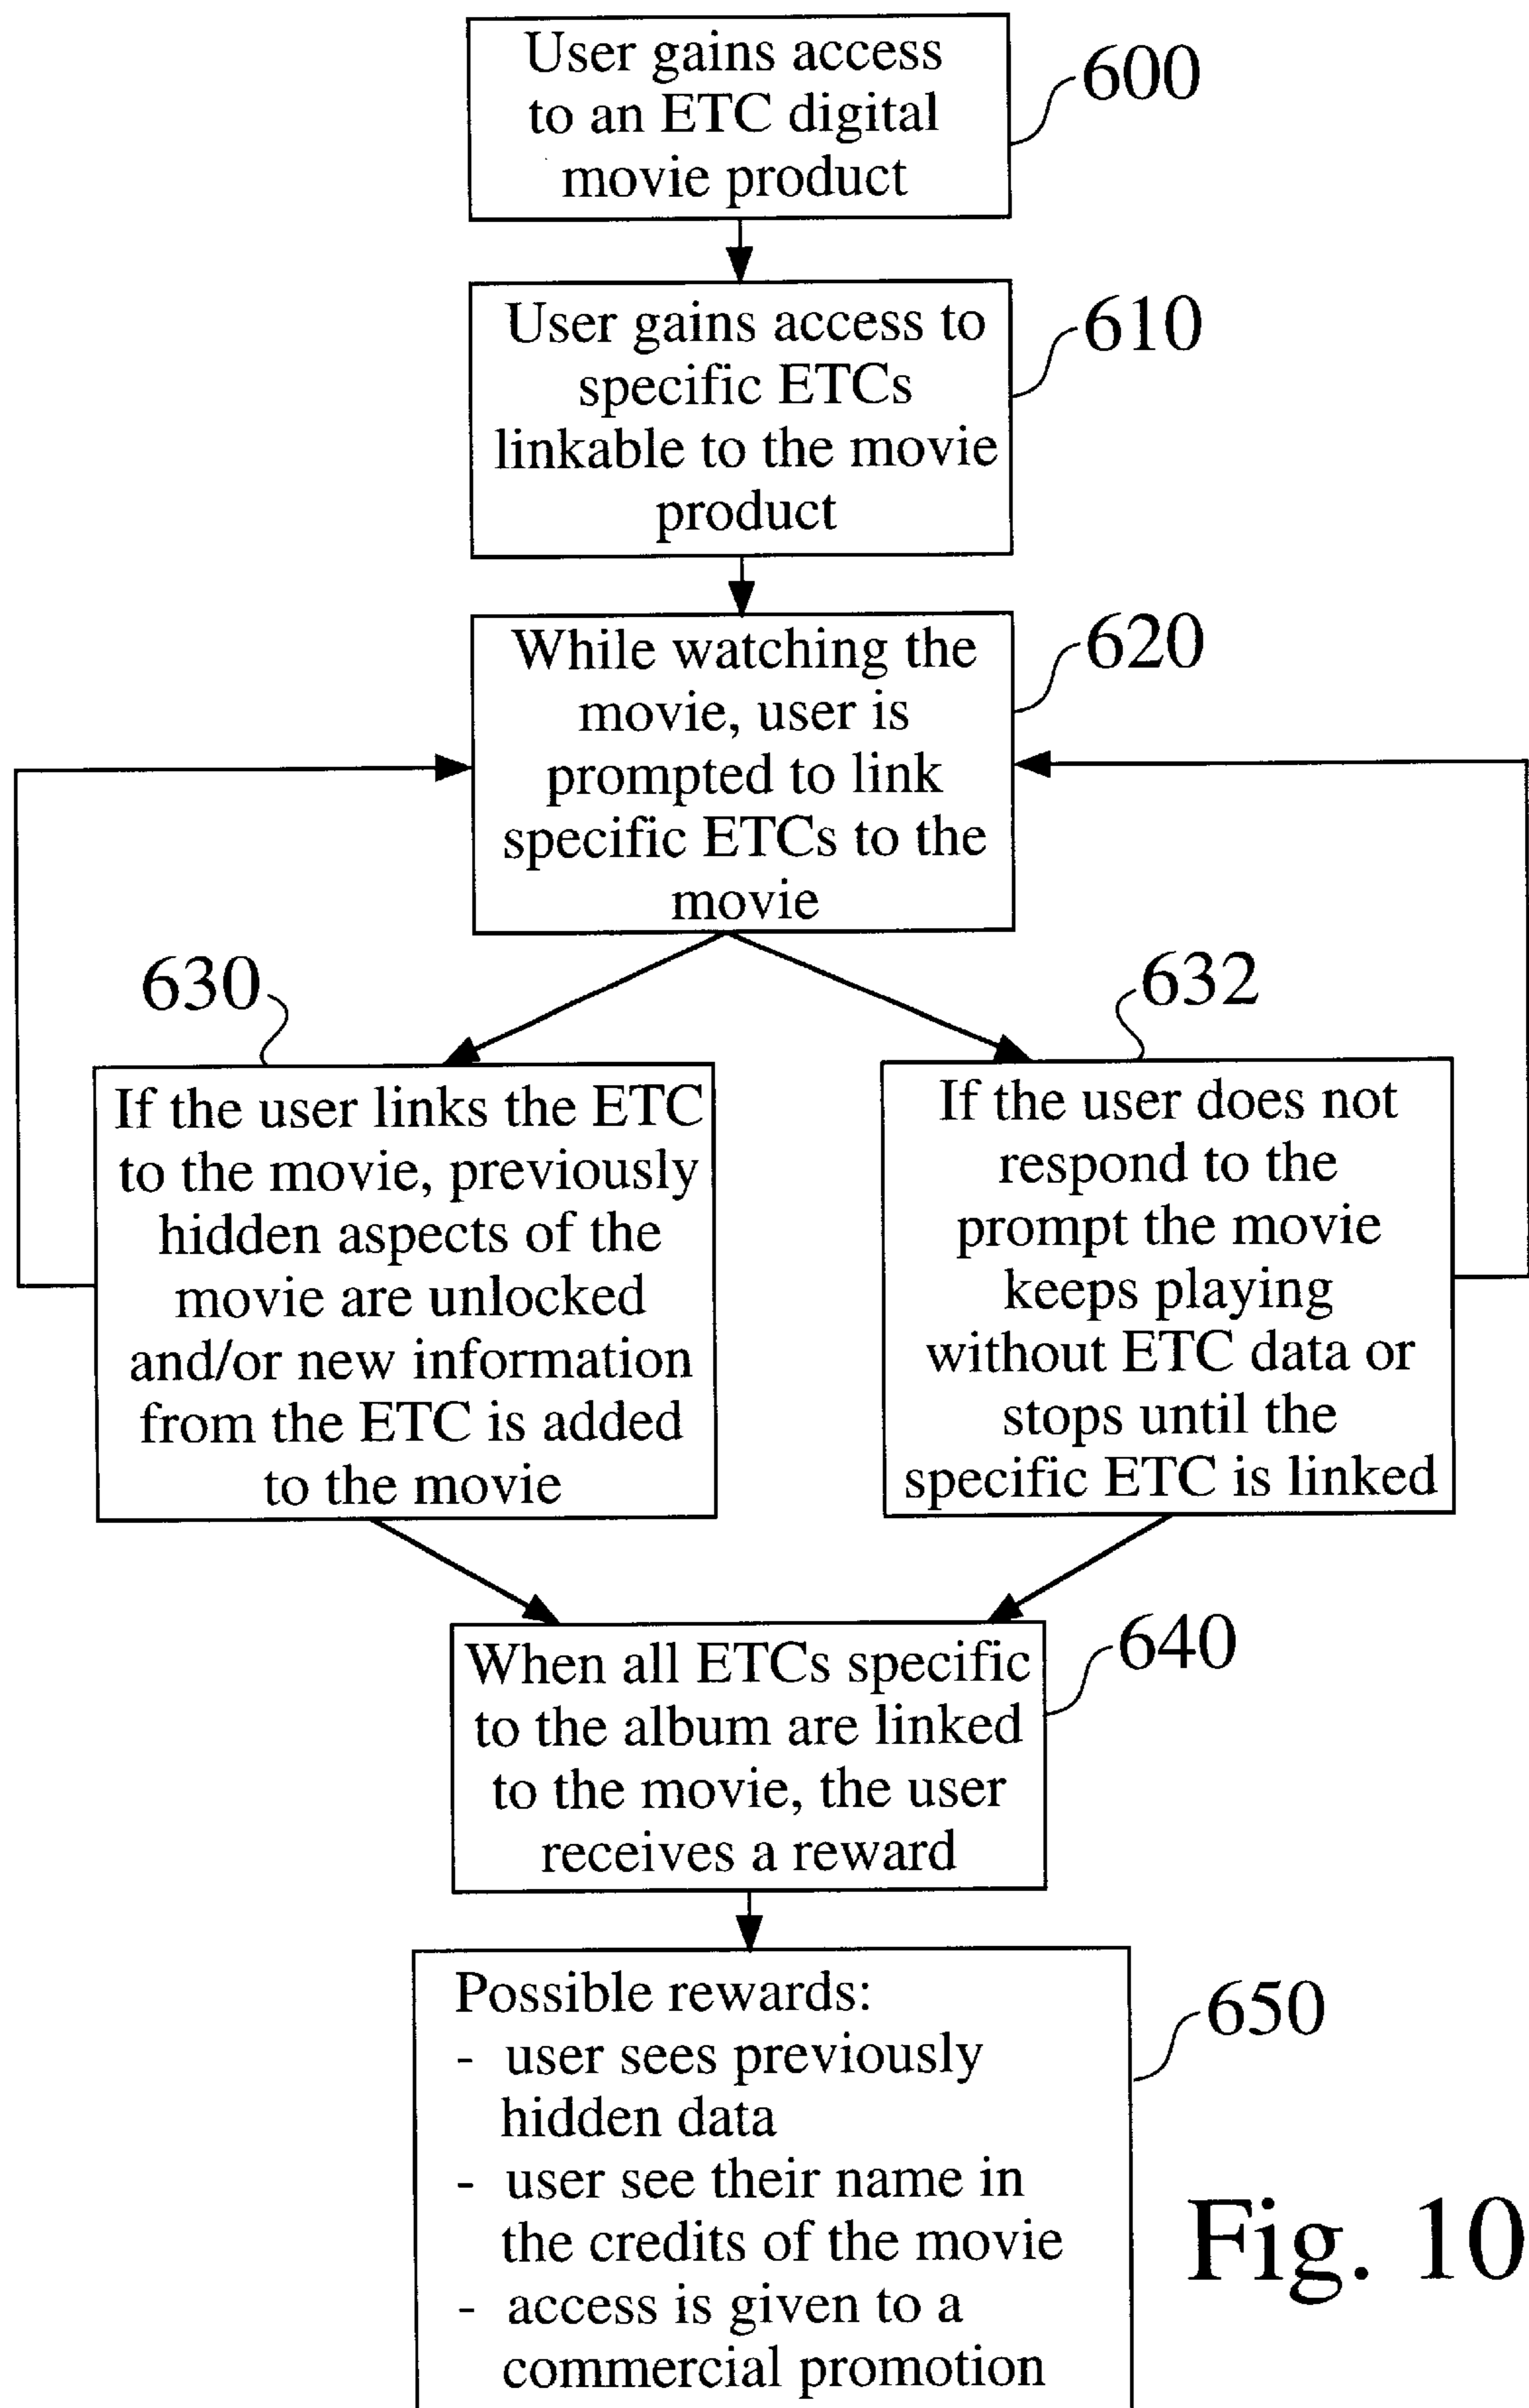 User gains access
to an ETC digital
movie product
600
User gains access to
specific ETCs
linkable to the movie
product
610
While watching the
movie, user is
prompted to link
specific ETCs to the
movie
620
630
If the user links the ETC
to the movie, previously
hidden aspects of the
movie are unlocked
and/or new information
from the ETC is added
to the movie
632
If the user does not
respond to the
prompt the movie
keeps playing
without ETC data or
stops until the
specific ETC is linked
When all ETCs specific
to the album are linked
to the movie, the user
receives a reward
640
Possible rewards:
- user sees previously
hidden data
- user see their name in
the credits of the movie
- access is given to a
commercial promotion
650
Fig. 10